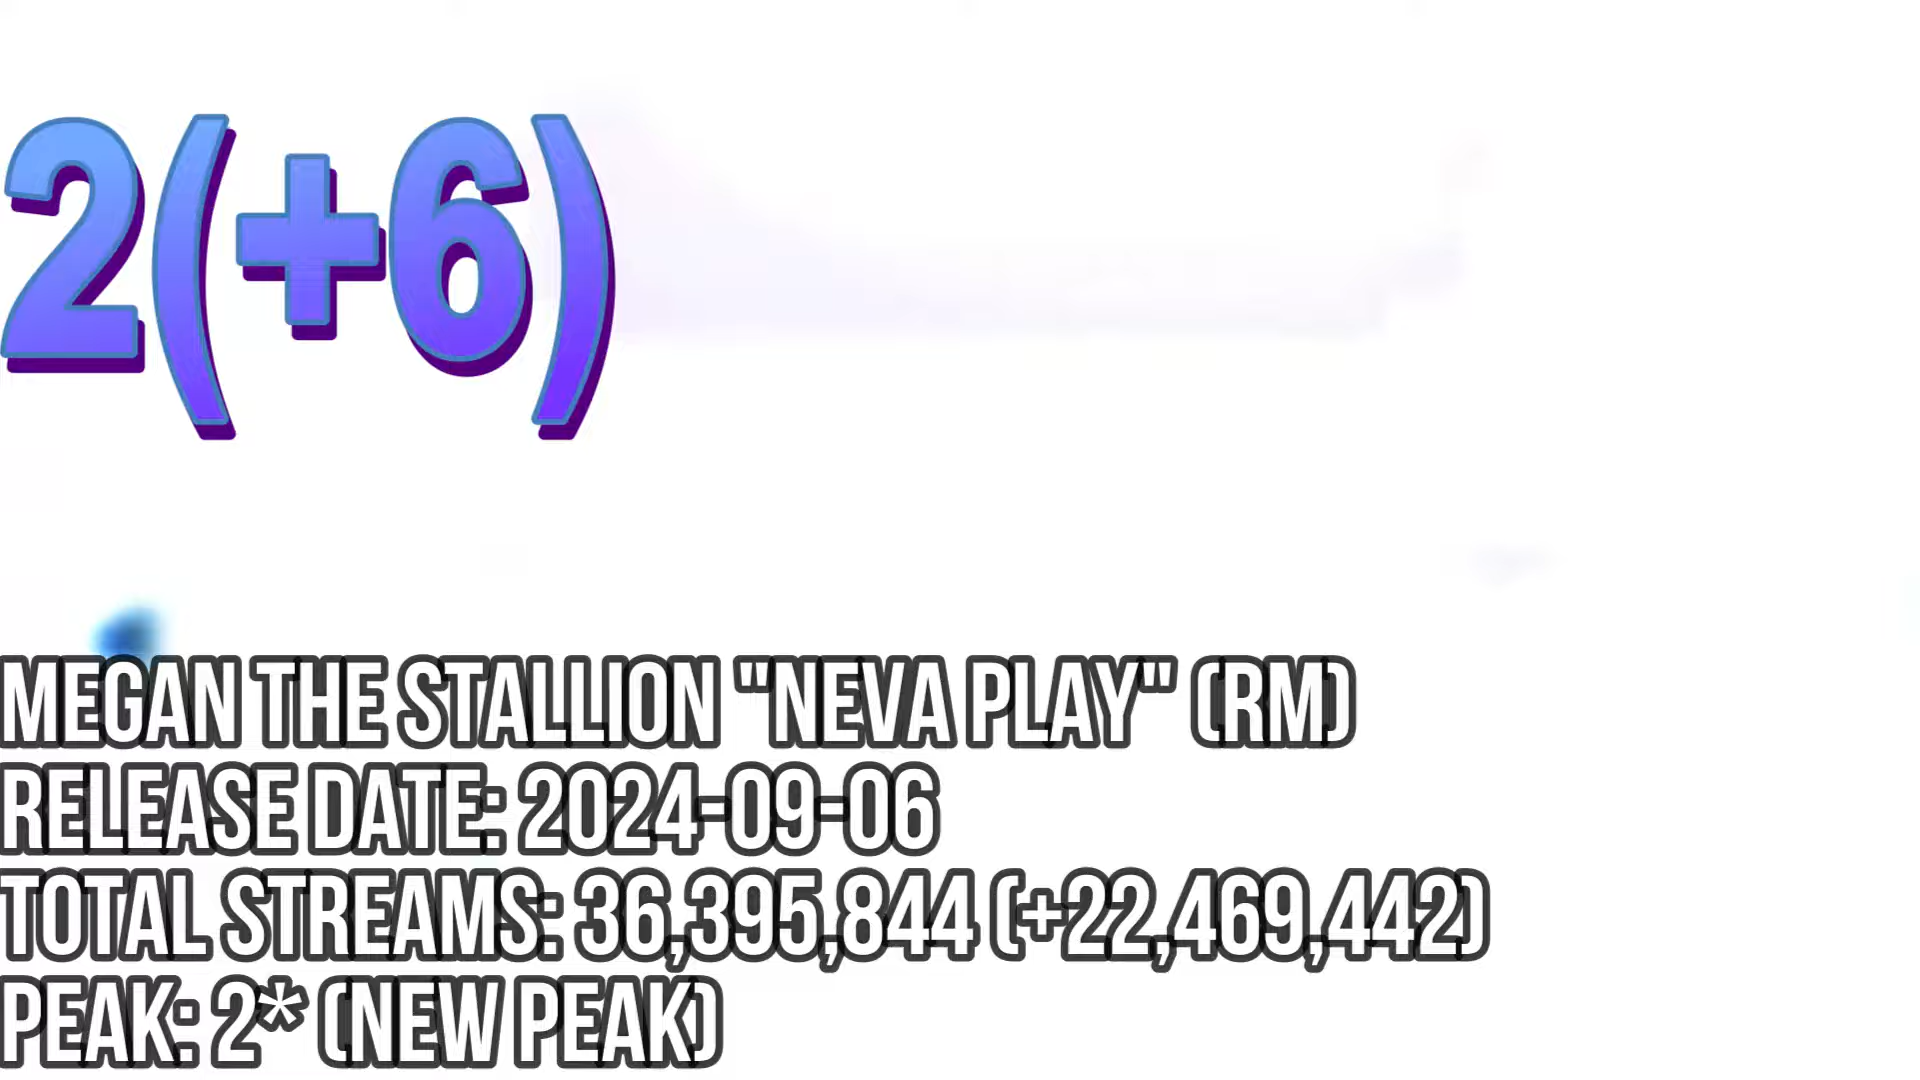 2(+6)
MEGAN THE STALLION "NEVA PLAY" (RM)
RELEASE DATE: 2024-09-06
TOTAL STREAMS: 36,395,844 (+22,469,442)
PEAK: 2* (NEW PEAK)